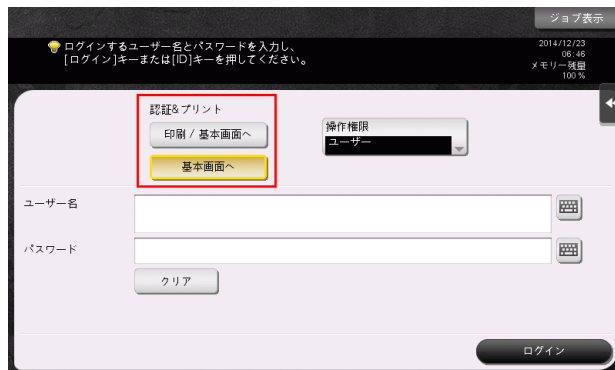 ジョブ表示
ログインするユーザー名とパスワードを入力し、
[ログイン]キーまたは[ID]キーを押してください。
2014/12/23
06:46
メモリー残量
100 %
認証&プリント
印刷 / 基本画面へ
基本画面へ
操作権限
ユーザー
ユーザー名
パスワード
クリア
ログイン